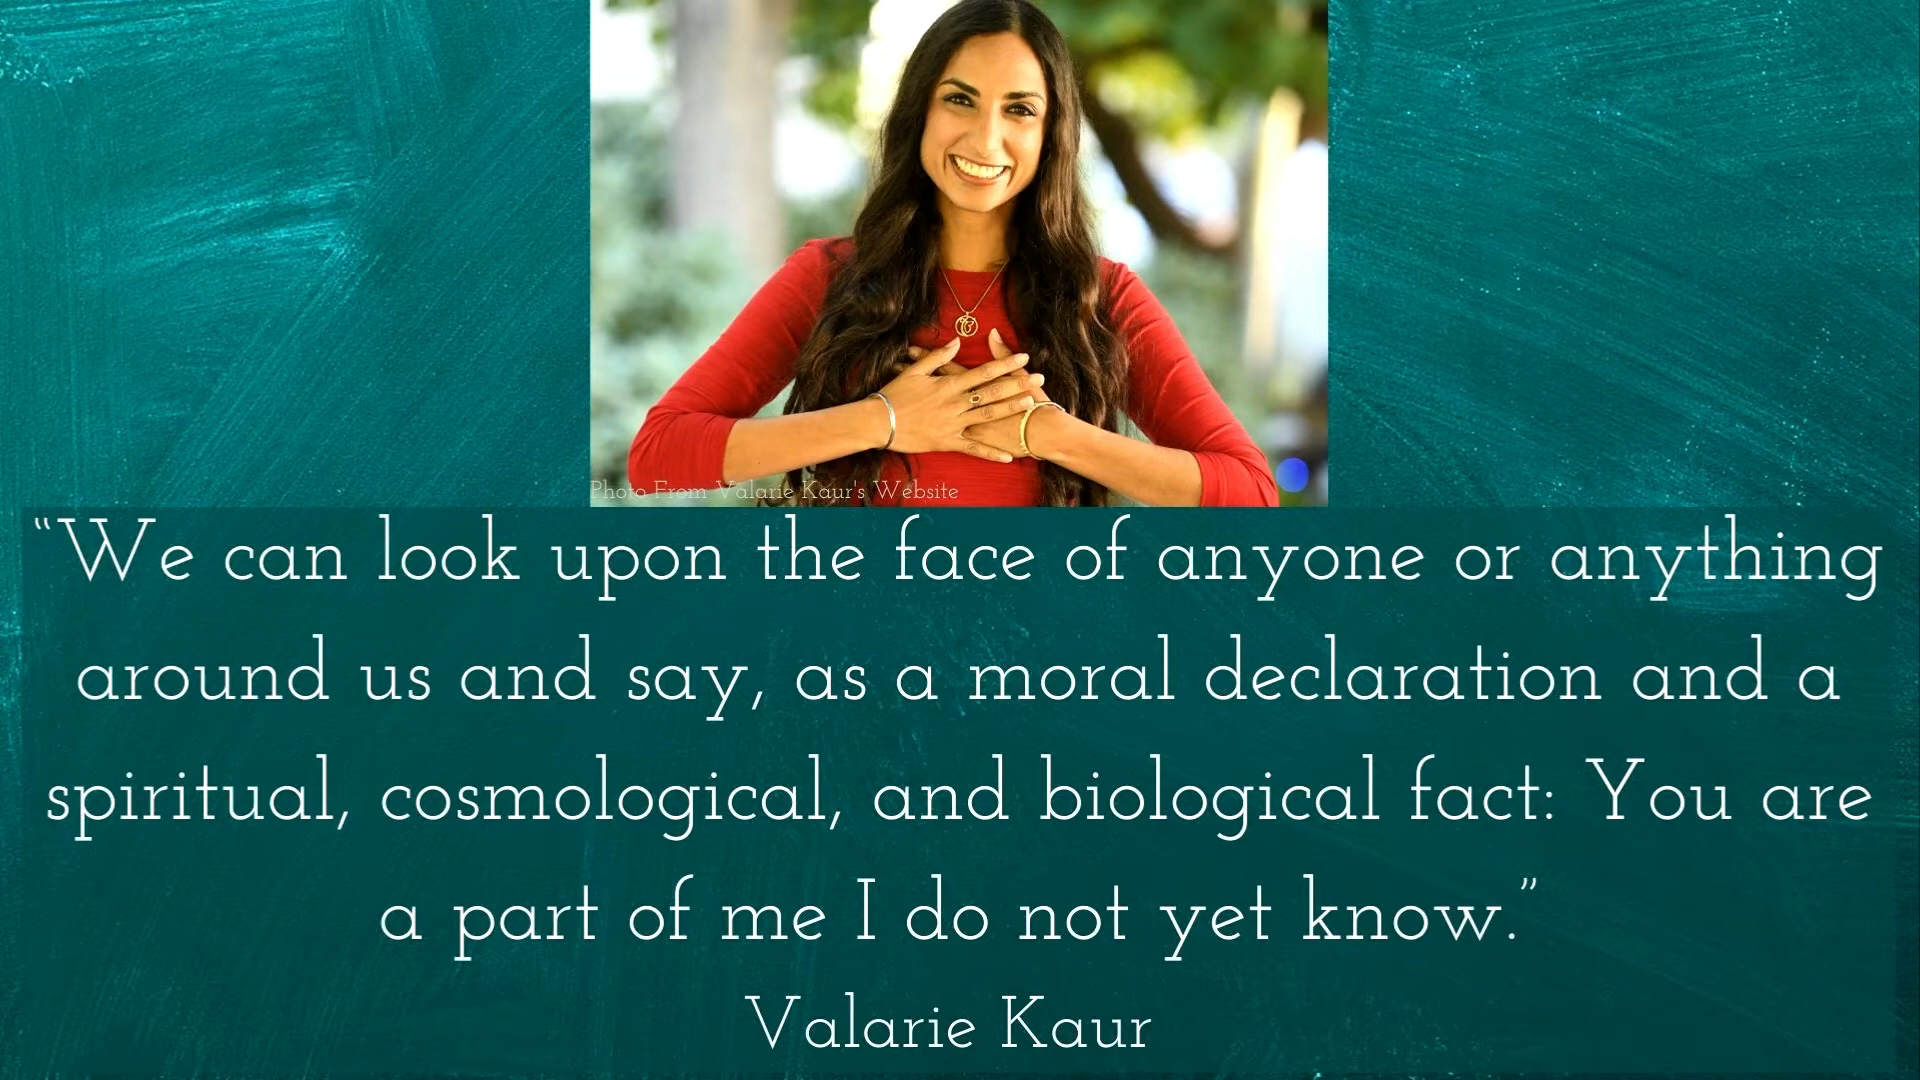 Photo From Valarie Kaur's Website
“We can look upon the face of anyone or anything
around us and say, as a moral declaration and a
spiritual, cosmological, and biological fact: You are
a part of me I do not yet know.”
Valarie Kaur